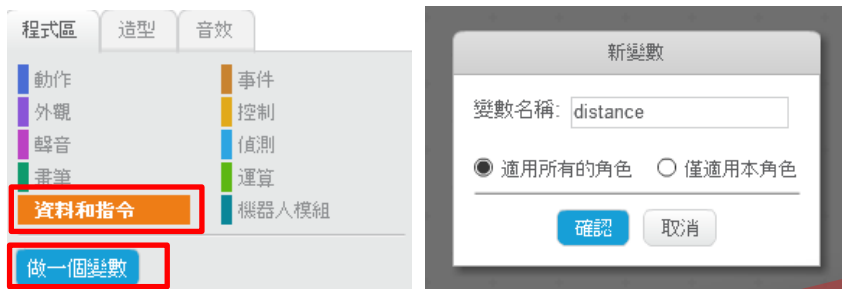 程式區 造型 音效
動作 事件
外觀 控制
聲音 偵測
畫筆 運算
資料和指令 機器人模組
做一個變數
新變數
變數名稱: distance
適用所有的角色 僅適用本角色
確認 取消